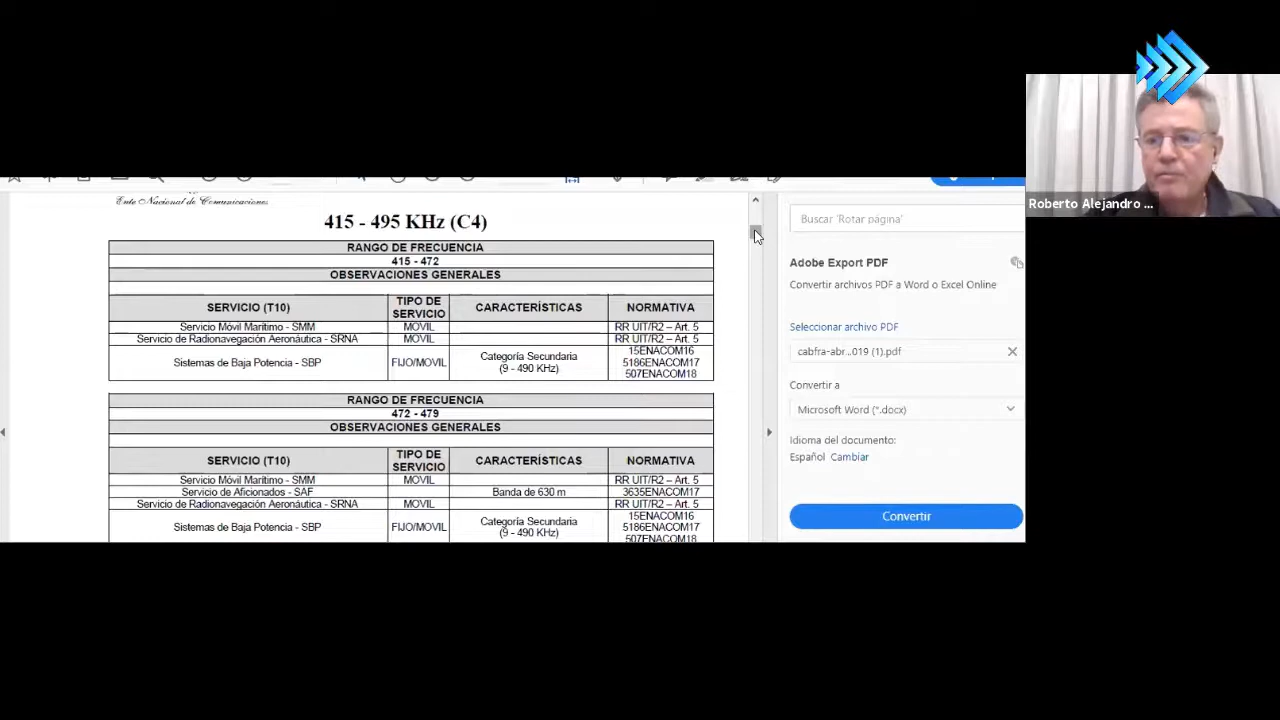 Ente Nacional de Comunicaciones
415 - 495 KHz (C4)
RANGO DE FRECUENCIA
415 - 472
OBSERVACIONES GENERALES
SERVICIO (T10) TIPO DE SERVICIO CARACTERÍSTICAS NORMATIVA
Servicio Móvil Marítimo - SMM MOVIL RR UIT/R2 – Art. 5
Servicio de Radionavegación Aeronáutica - SRNA MOVIL RR UIT/R2 – Art. 5
Sistemas de Baja Potencia - SBP FIJO/MOVIL Categoría Secundaria (9 - 490 KHz) 15ENACOM16 5186ENACOM17 507ENACOM18
RANGO DE FRECUENCIA
472 - 479
OBSERVACIONES GENERALES
SERVICIO (T10) TIPO DE SERVICIO CARACTERÍSTICAS NORMATIVA
Servicio Móvil Marítimo - SMM MOVIL RR UIT/R2 – Art. 5
Servicio de Aficionados - SAF Banda de 630 m 3635ENACOM17
Servicio de Radionavegación Aeronáutica - SRNA MOVIL RR UIT/R2 – Art. 5
Sistemas de Baja Potencia - SBP FIJO/MOVIL Categoría Secundaria (9 - 490 KHz) 15ENACOM16 5186ENACOM17 507ENACOM18
Buscar 'Rotar página'
Adobe Export PDF
Convertir archivos PDF a Word o Excel Online
Seleccionar archivo PDF
cabfra-abr...019 (1).pdf
Convertir a
Microsoft Word (*.docx)
Idioma del documento:
Español Cambiar
Convertir
Roberto Alejandro ...